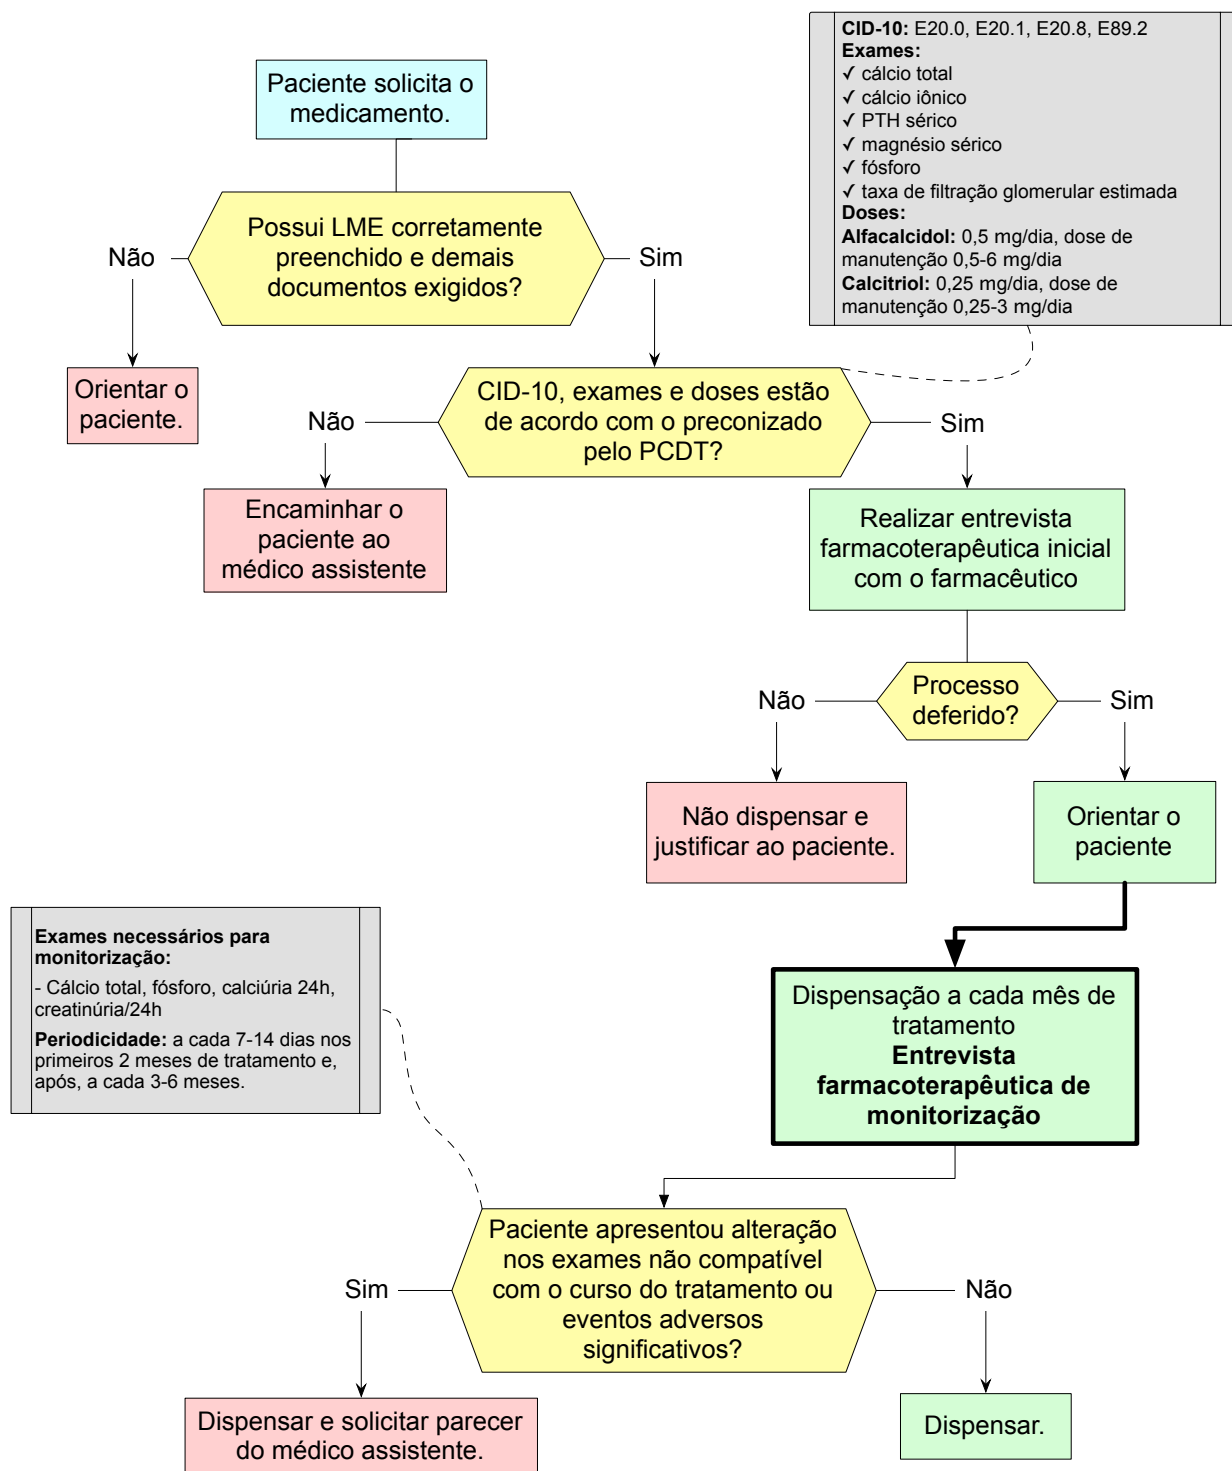 CID-10: E20.0, E20.1, E20.8, E89.2
Exames:
✓ cálcio total
✓ cálcio iônico
✓ PTH sérico
✓ magnésio sérico
✓ fósforo
✓ taxa de filtração glomerular estimada
Doses:
Alfacalcidol: 0,5 mg/dia, dose de
manutenção 0,5-6 mg/dia
Calcitriol: 0,25 mg/dia, dose de
manutenção 0,25-3 mg/dia
Paciente solicita o
medicamento.
Possui LME corretamente
preenchido e demais
documentos exigidos?
Não
Sim
Orientar o
paciente.
CID-10, exames e doses estão
de acordo com o preconizado
pelo PCDT?
Não
Sim
Encaminhar o
paciente ao
médico assistente
Realizar entrevista
farmacoterapêutica inicial
com o farmacêutico
Processo
deferido?
Não
Sim
Não dispensar e
justificar ao paciente.
Orientar o
paciente
Exames necessários para
monitorização:
- Cálcio total, fósforo, calciúria 24h,
creatinúria/24h
Periodicidade: a cada 7-14 dias nos
primeiros 2 meses de tratamento e,
após, a cada 3-6 meses.
Dispensação a cada mês de
tratamento
Entrevista
farmacoterapêutica de
monitorização
Paciente apresentou alteração
nos exames não compatível
com o curso do tratamento ou
eventos adversos
significativos?
Sim
Não
Dispensar e solicitar parecer
do médico assistente.
Dispensar.